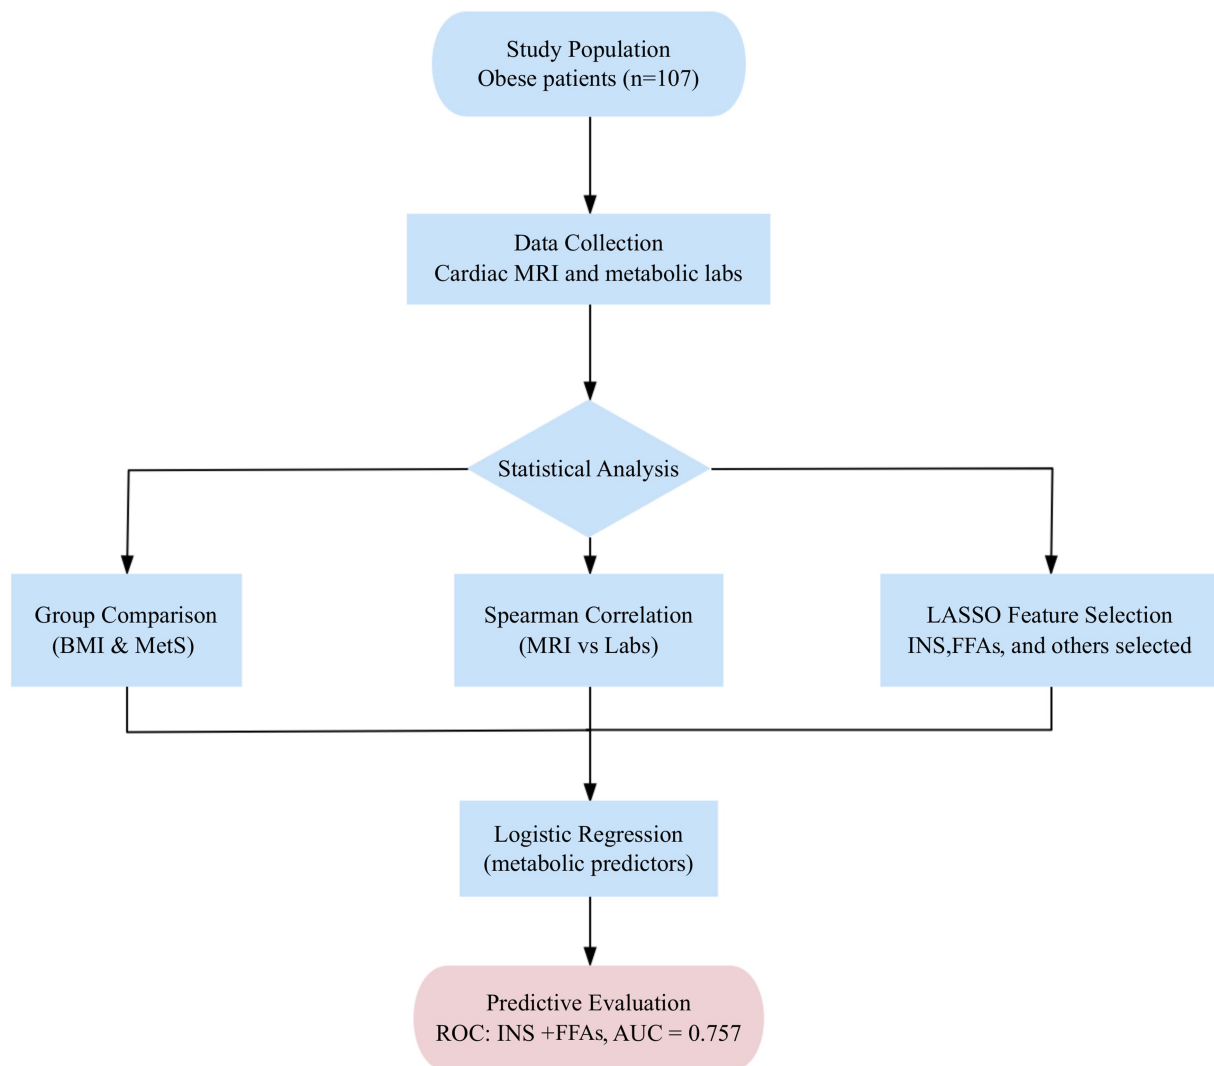 Study Population
Obese patients (n=107)
Data Collection
Cardiac MRI and metabolic labs
Statistical Analysis
Group Comparison
(BMI & MetS)
Spearman Correlation
(MRI vs Labs)
LASSO Feature Selection
INS,FFAs, and others selected
Logistic Regression
(metabolic predictors)
Predictive Evaluation
ROC: INS +FFAs, AUC = 0.757